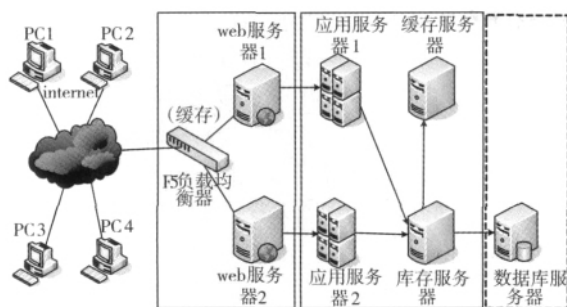 PC1
PC2
internet
PC3
PC4
(缓存)
F5负载均
衡器
web服务
器1
web服务
器2
应用服务
器1
应用服务
器2
缓存服务
器
库存服务
器
数据库服
务器